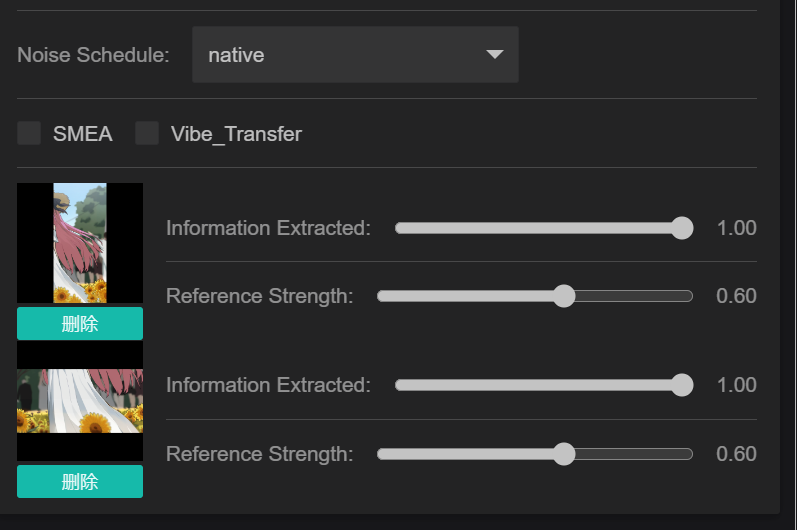 Noise Schedule: native
SMEA Vibe_Transfer
Information Extracted: 1.00
Reference Strength: 0.60
删除
Information Extracted: 1.00
Reference Strength: 0.60
删除